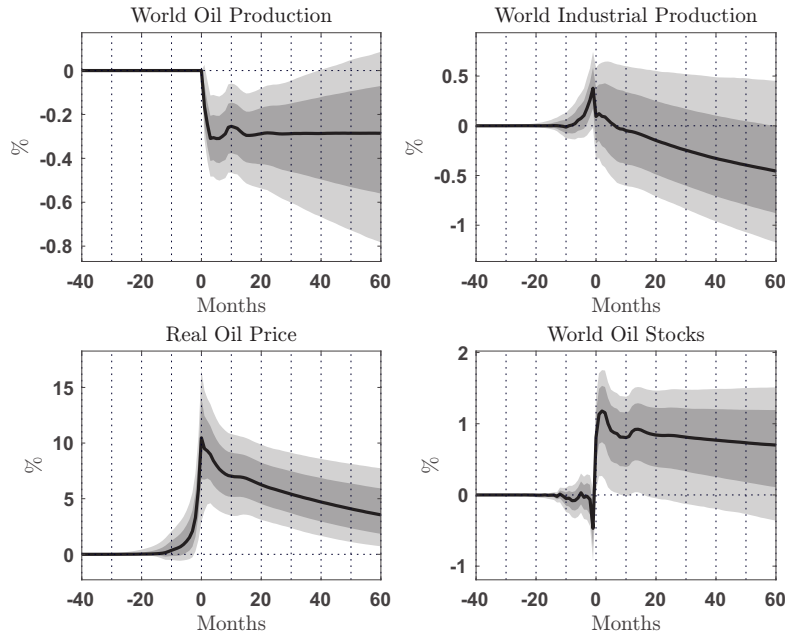 World Oil Production
World Industrial Production
0
-0.2
-0.4
-0.6
-0.8
%
-40 -20 0 20 40 60
Months
0.5
0
-0.5
-1
%
-40 -20 0 20 40 60
Months
Real Oil Price
World Oil Stocks
15
10
5
0
%
-40 -20 0 20 40 60
Months
2
1
0
-1
%
-40 -20 0 20 40 60
Months